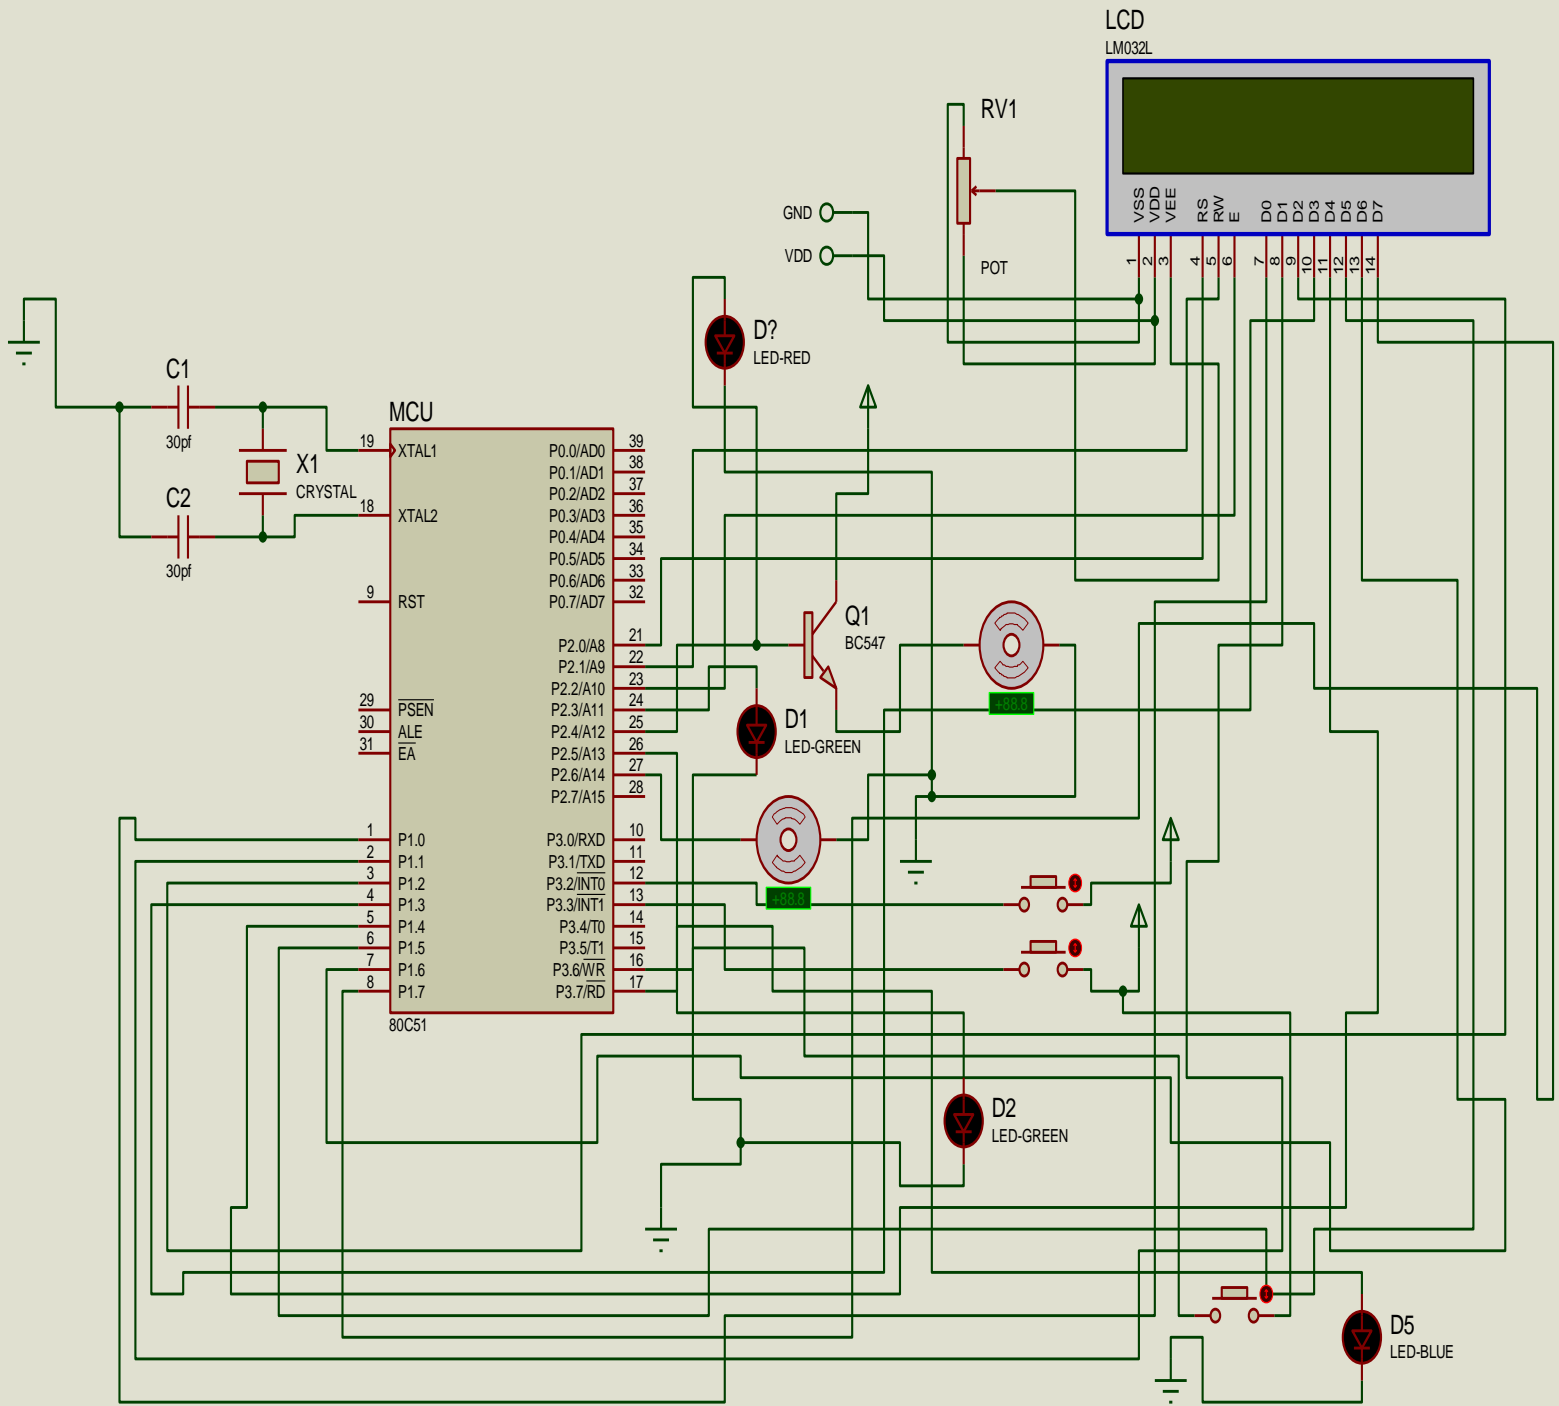 LCD
LM032L
VSS
VDD
VEE
RS
RW
E
D0
D1
D2
D3
D4
D5
D6
D7
1
2
3
4
5
6
7
8
9
10
11
12
13
14
RV1
POT
GND
VDD
D?
LED-RED
C1
30pf
X1
CRYSTAL
C2
30pf
MCU
19 XTAL1
18 XTAL2
9 RST
29 PSEN
30 ALE
31 EA
1 P1.0
2 P1.1
3 P1.2
4 P1.3
5 P1.4
6 P1.5
7 P1.6
8 P1.7
P0.0/AD0 39
P0.1/AD1 38
P0.2/AD2 37
P0.3/AD3 36
P0.4/AD4 35
P0.5/AD5 34
P0.6/AD6 33
P0.7/AD7 32
P2.0/A8 21
P2.1/A9 22
P2.2/A10 23
P2.3/A11 24
P2.4/A12 25
P2.5/A13 26
P2.6/A14 27
P2.7/A15 28
P3.0/RXD 10
P3.1/TXD 11
P3.2/INT0 12
P3.3/INT1 13
P3.4/T0 14
P3.5/T1 15
P3.6/WR 16
P3.7/RD 17
80C51
Q1
BC547
+88.8
D1
LED-GREEN
+88.8
D2
LED-GREEN
D5
LED-BLUE